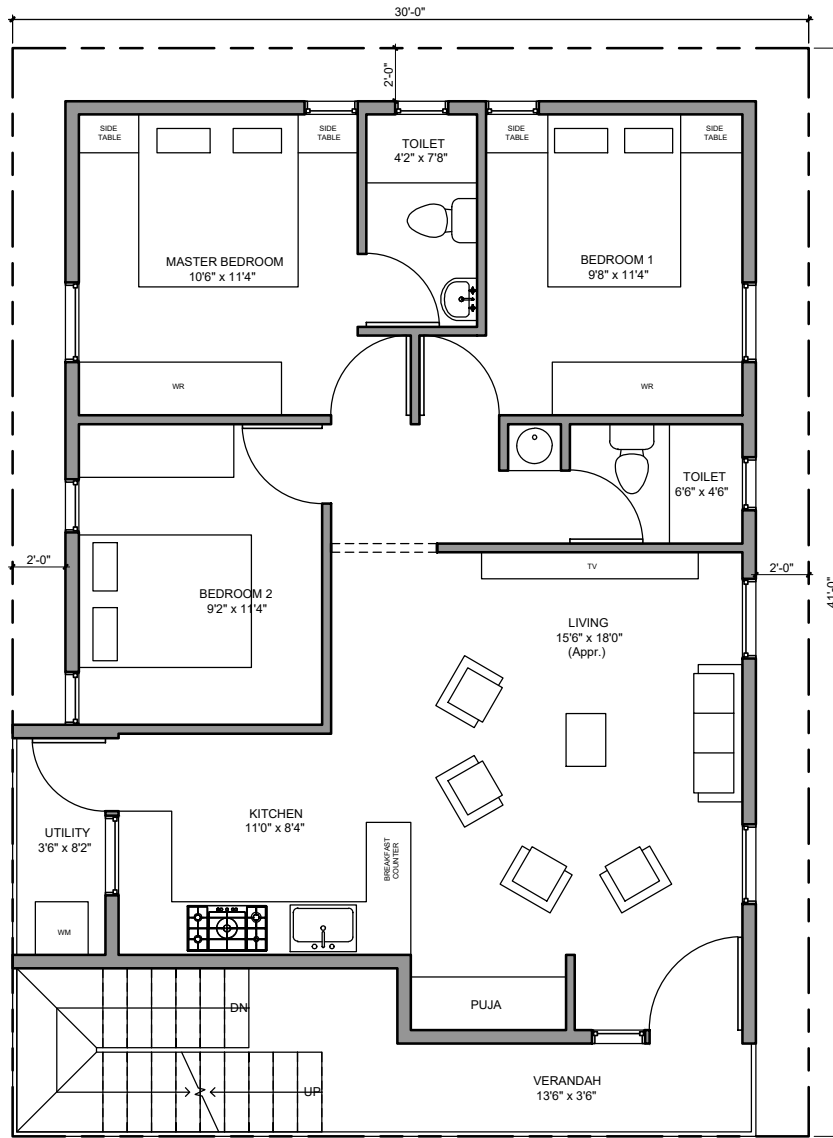 30'-0"
2'-0"
SIDE
TABLE
SIDE
TABLE
TOILET
4'2" x 7'8"
SIDE
TABLE
SIDE
TABLE
MASTER BEDROOM
10'6" x 11'4"
BEDROOM 1
9'8" x 11'4"
WR
WR
TOILET
6'6" x 4'6"
2'-0"
TV
2'-0"
41'-0"
BEDROOM 2
9'2" x 11'4"
LIVING
15'6" x 18'0"
(Appr.)
KITCHEN
11'0" x 8'4"
UTILITY
3'6" x 8'2"
BREAKFAST
COUNTER
WM
PUJA
DN
UP
VERANDAH
13'6" x 3'6"